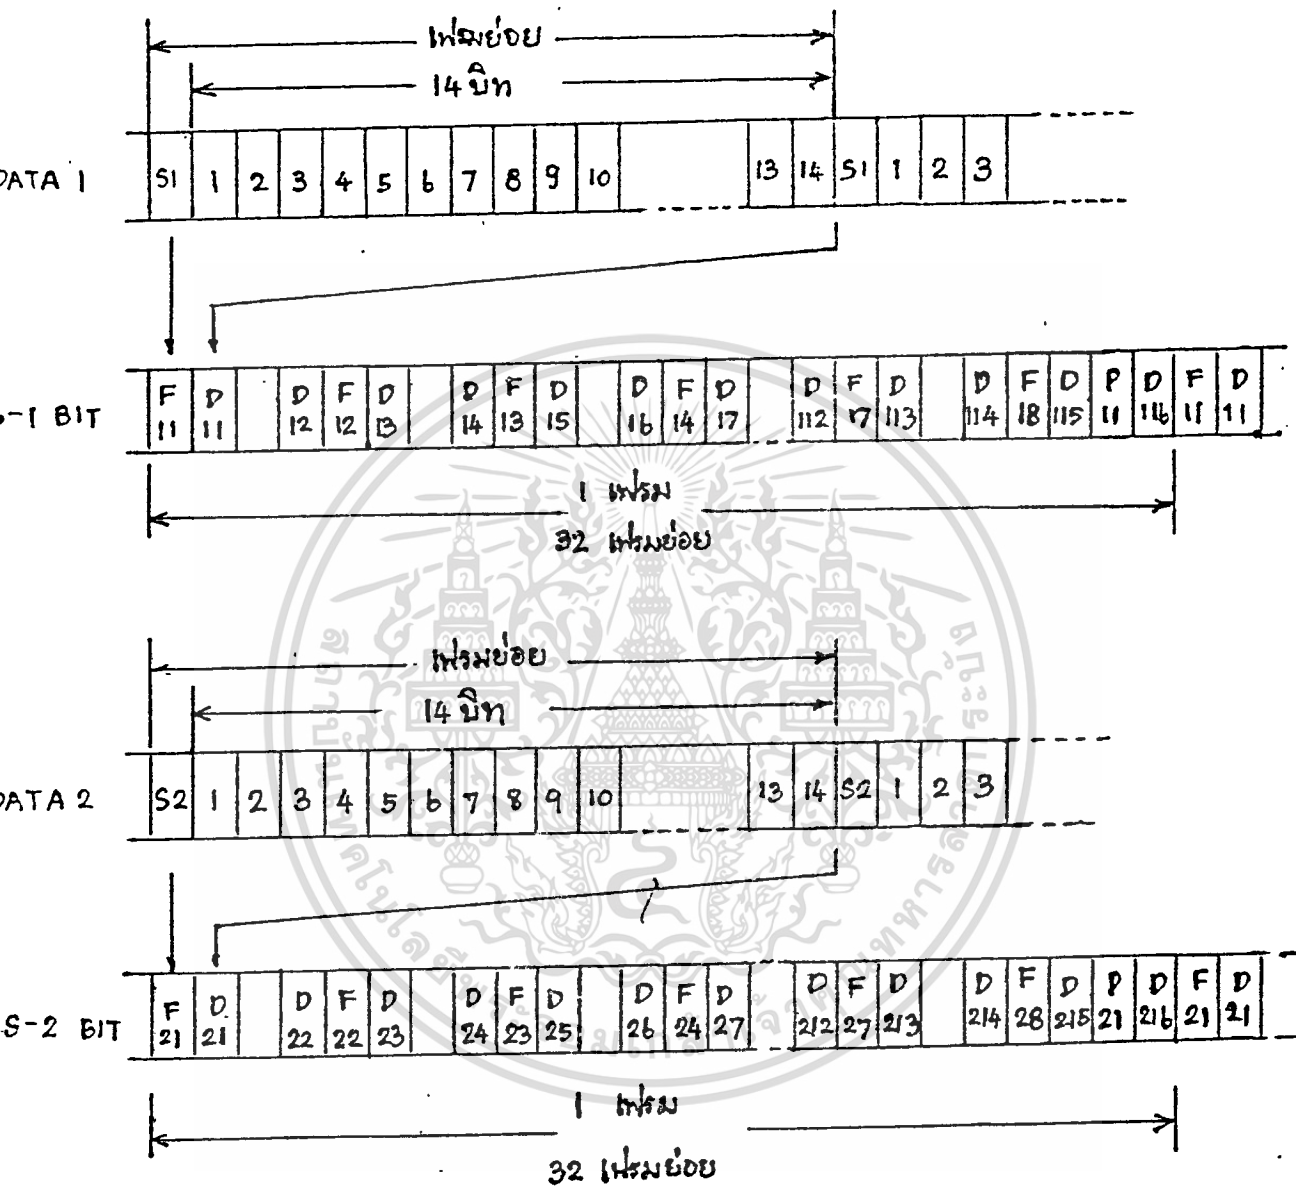 เฟรมย่อย
14 บิท
DATA 1
S1 1 2 3 4 5 6 7 8 9 10 13 14 S1 1 2 3
S-1 BIT
F 11 D 11 D 12 F 12 D 13 D 14 F 13 D 15 D 16 F 14 D 17 D 112 F 17 D 113 D 114 F 18 D 115 P 11 D 116 F 11 D 11
1 เฟรม
32 เฟรมย่อย
เฟรมย่อย
14 บิท
DATA 2
S2 1 2 3 4 5 6 7 8 9 10 13 14 S2 1 2 3
S-2 BIT
F 21 D 21 D 22 F 22 D 23 D 24 F 23 D 25 D 26 F 24 D 27 D 212 F 27 D 213 D 214 F 28 D 215 P 21 D 216 F 21 D 21
1 เฟรม
32 เฟรมย่อย